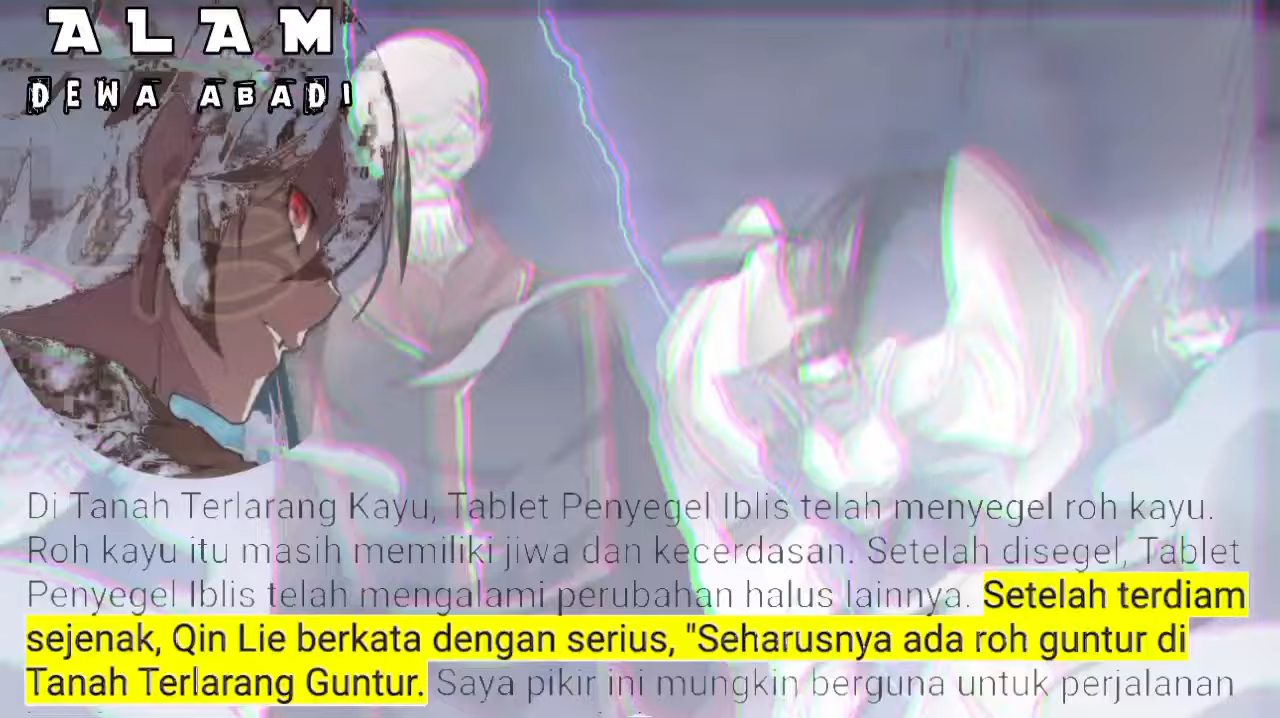 ALAM
DEWA ABADI
Di Tanah Terlarang Kayu, Tablet Penyegel Iblis telah menyegel roh kayu.
Roh kayu itu masih memiliki jiwa dan kecerdasan. Setelah disegel, Tablet
Penyegel Iblis telah mengalami perubahan halus lainnya. Setelah terdiam
sejenak, Qin Lie berkata dengan serius, "Seharusnya ada roh guntur di
Tanah Terlarang Guntur. Saya pikir ini mungkin berguna untuk perjalanan